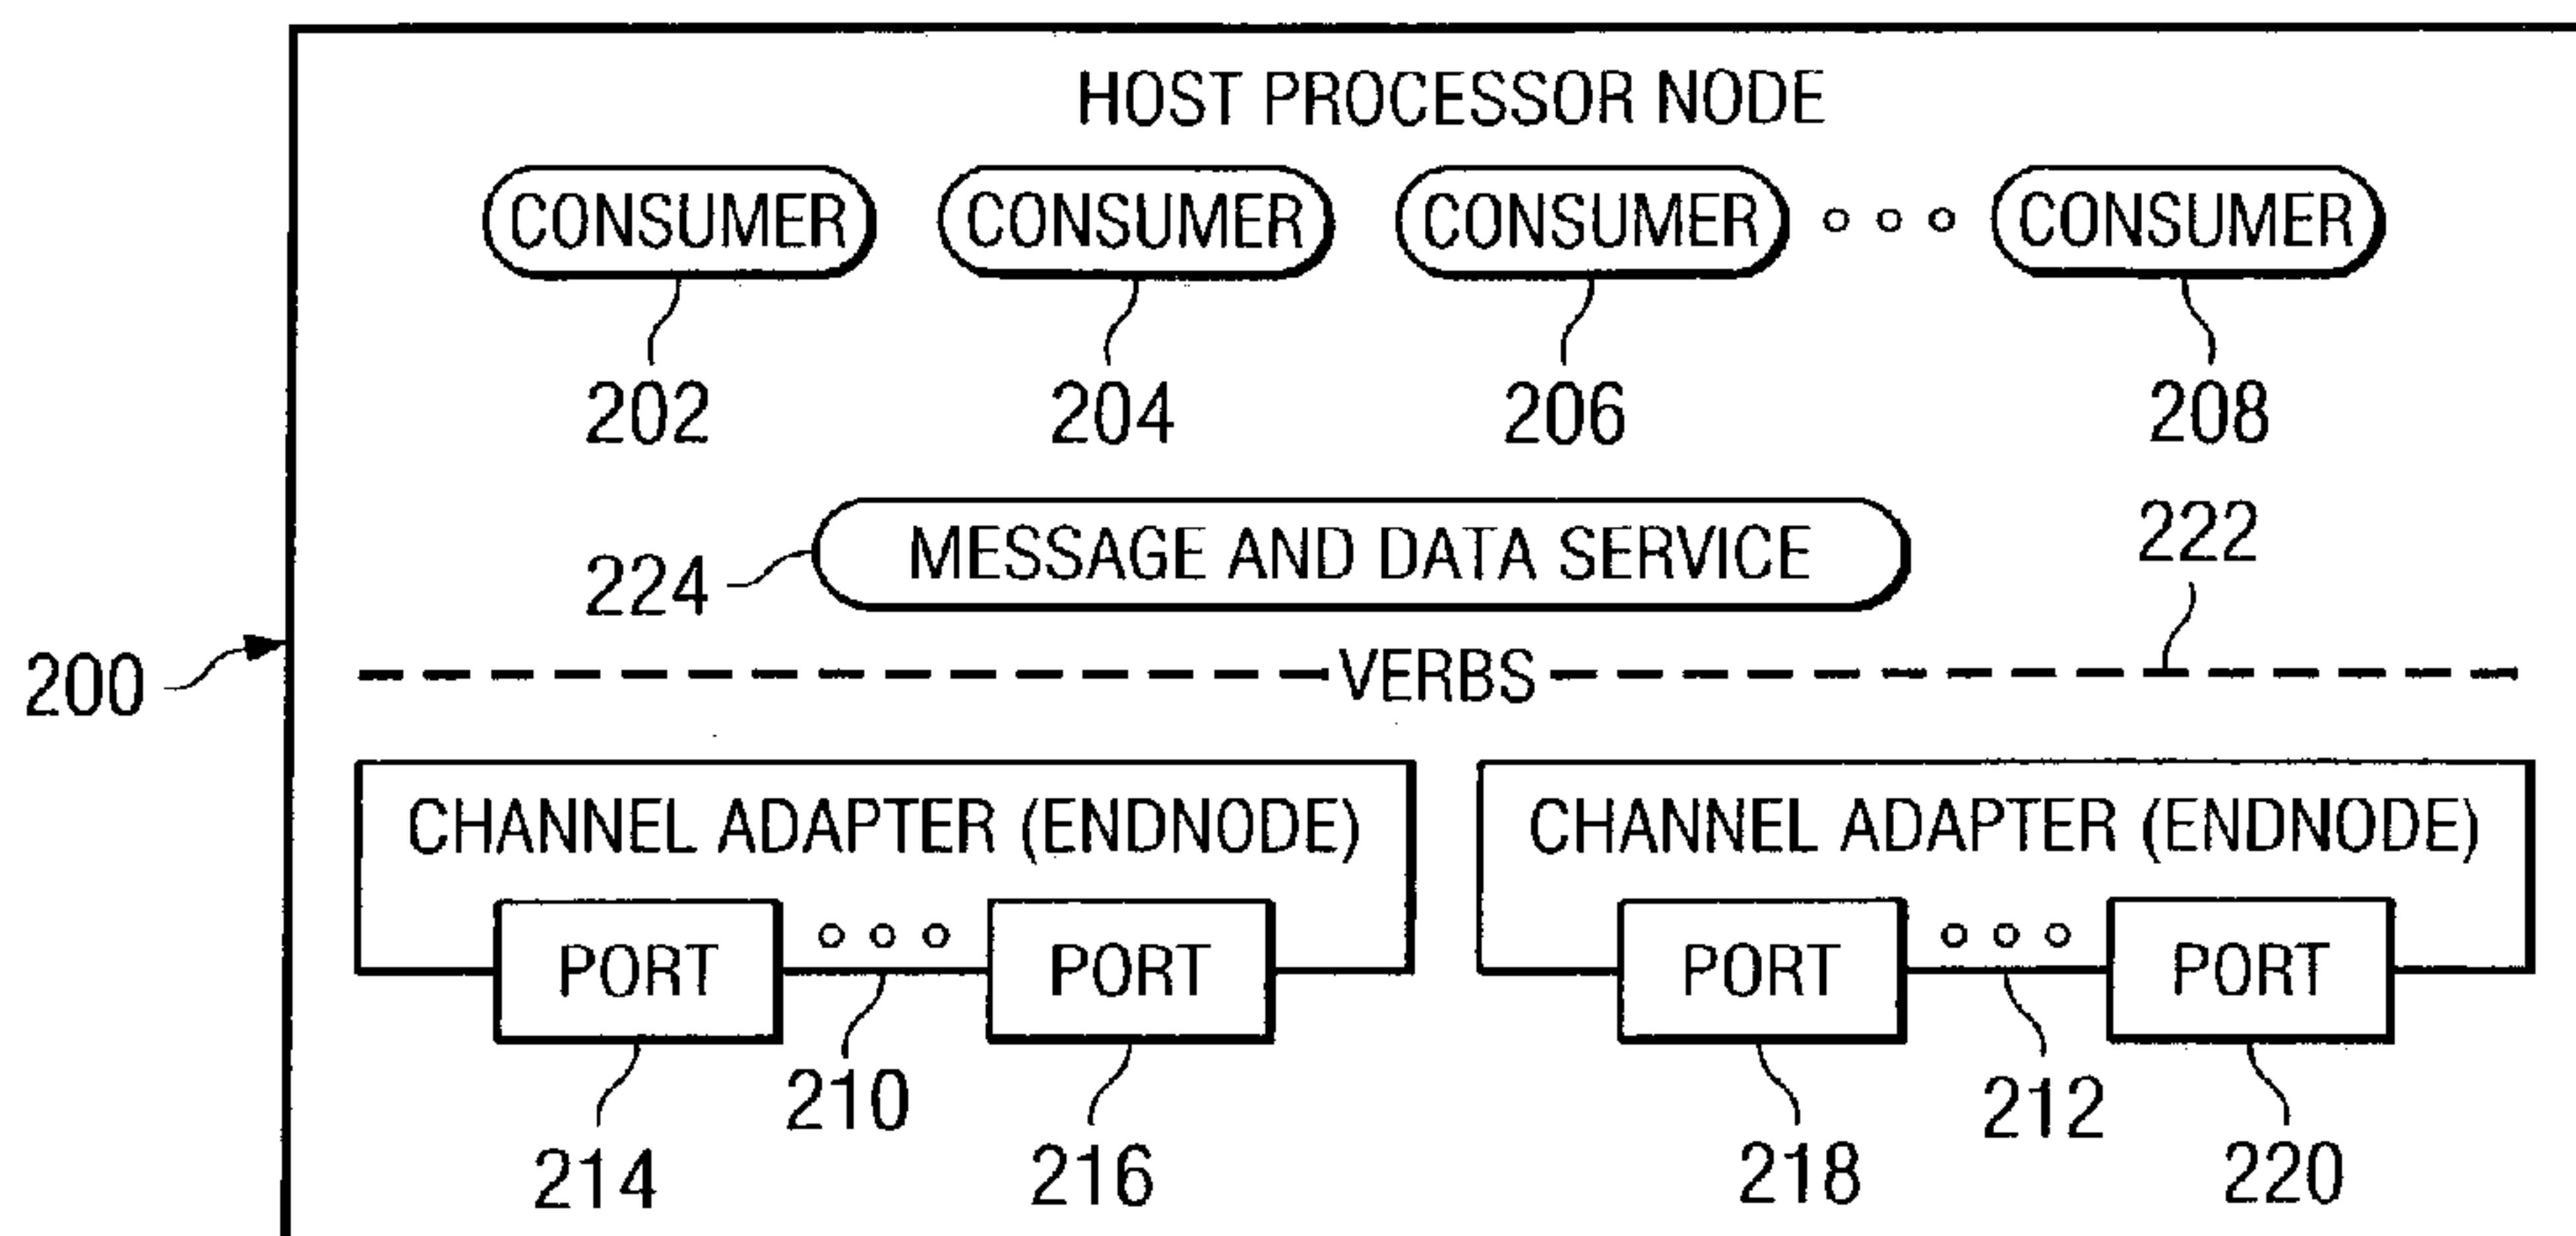 HOST PROCESSOR NODE
CONSUMER CONSUMER CONSUMER CONSUMER
202 204 206 208
222
MESSAGE AND DATA SERVICE
224
200
VERBS
CHANNEL ADAPTER (ENDNODE) CHANNEL ADAPTER (ENDNODE)
PORT PORT PORT PORT
210 212
214 216 218 220